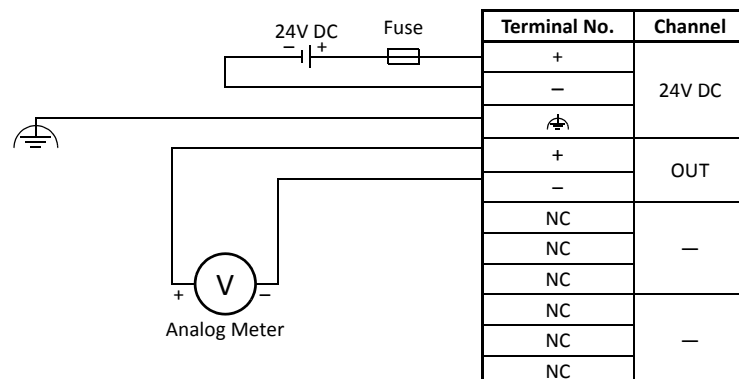 24V DC
Fuse
Terminal No. Channel
– +
+
– 24V DC
+
OUT
–
NC
NC —
NC
NC
NC —
NC
+ V –
Analog Meter